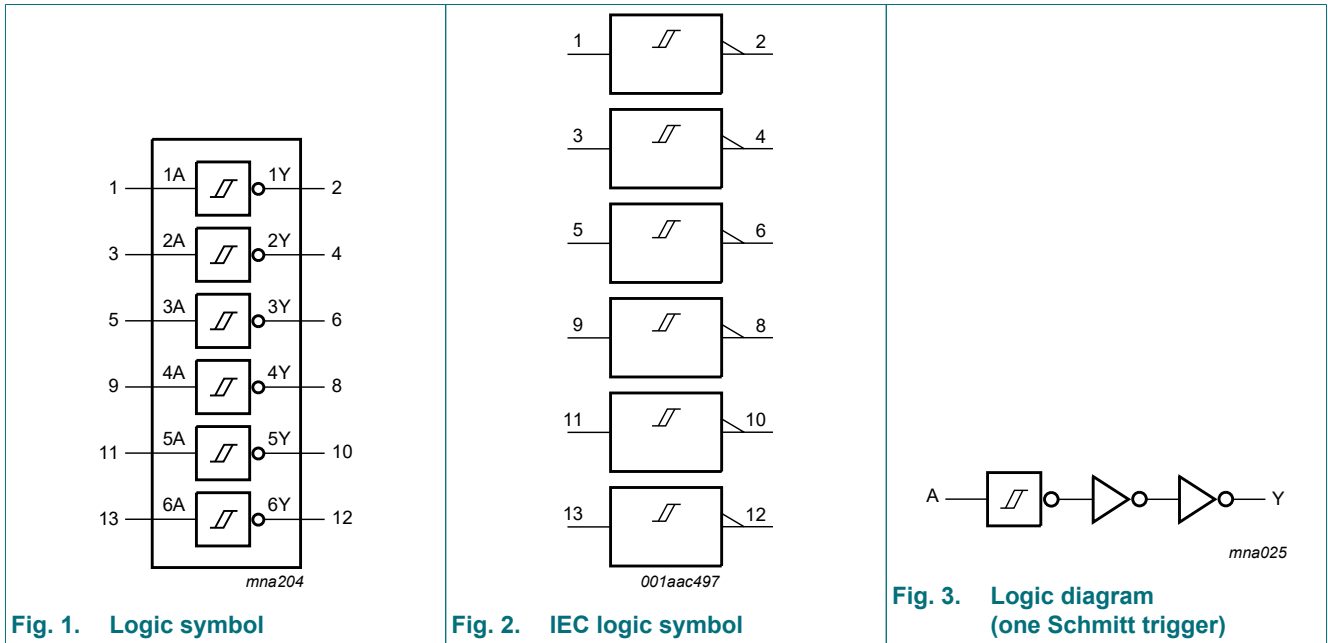 1 1A 1Y 2
3 2A 2Y 4
5 3A 3Y 6
9 4A 4Y 8
11 5A 5Y 10
13 6A 6Y 12
mna204
Fig. 1. Logic symbol
1 2
3 4
5 6
9 8
11 10
13 12
001aac497
Fig. 2. IEC logic symbol
A Y
mna025
Fig. 3. Logic diagram
(one Schmitt trigger)